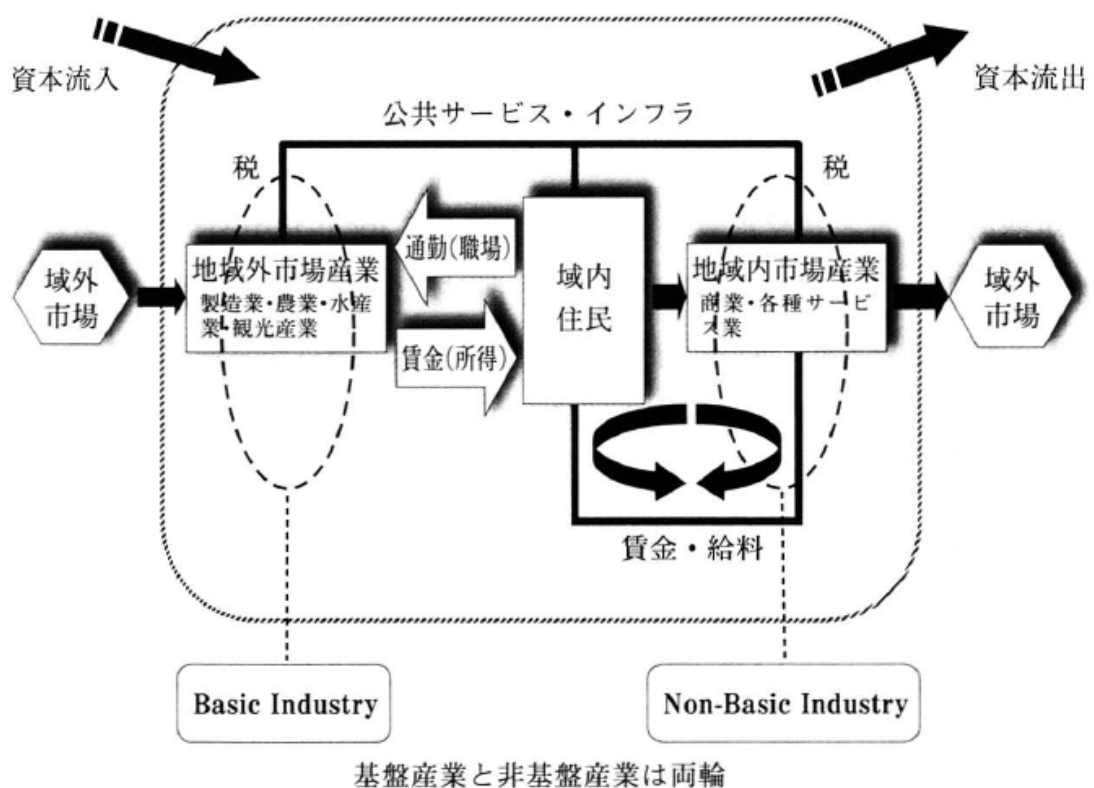 資本流入
資本流出
公共サービス・インフラ
税
税
域外
市場
地域外市場産業
製造業・農業・水産
業・観光産業
通勤(職場)
賃金(所得)
域内
住民
地域内市場産業
商業・各種サービ
ス業
域外
市場
賃金・給料
Basic Industry
Non-Basic Industry
基盤産業と非基盤産業は両輪